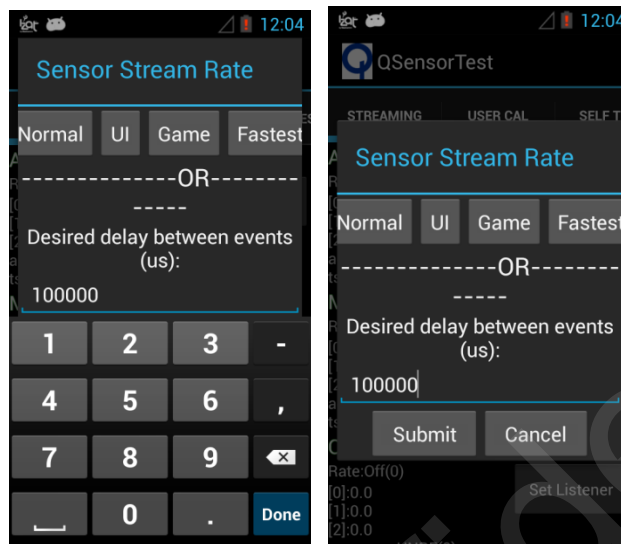 12:04
Sensor Stream Rate
Normal UI Game Fastest
--------------OR--------
-----
Desired delay between events
(us):
100000
1 2 3 -
4 5 6 ,
7 8 9
0 . Done
12:04
QSensorTest
STREAMING USER CAL SELF T
Sensor Stream Rate
Normal UI Game Fastest
--------------OR--------
-----
Desired delay between events
(us):
100000
Submit Cancel
Rate:Off(0)
[0]:0.0 Set Listener
[1]:0.0
[2]:0.0